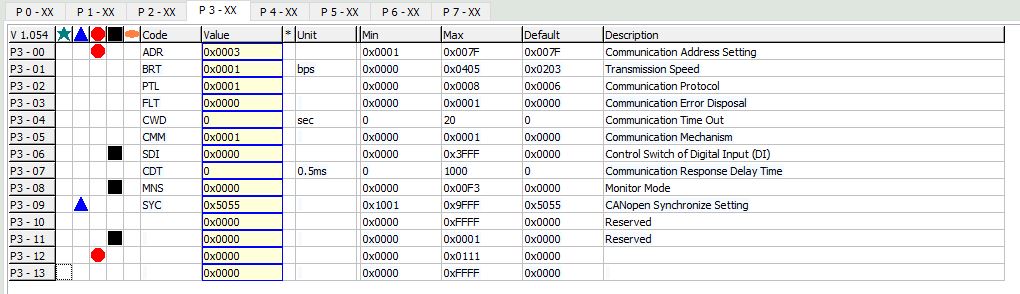 P 0 - XX P 1 - XX P 2 - XX P 3 - XX P 4 - XX P 5 - XX P 6 - XX P 7 - XX
V 1.054 Code Value * Unit Min Max Default Description
P3 - 00 ADR 0x0003 0x0001 0x007F 0x007F Communication Address Setting
P3 - 01 BRT 0x0001 bps 0x0000 0x0405 0x0203 Transmission Speed
P3 - 02 PTL 0x0001 0x0000 0x0008 0x0006 Communication Protocol
P3 - 03 FLT 0x0000 0x0000 0x0001 0x0000 Communication Error Disposal
P3 - 04 CWD 0 sec 0 20 0 Communication Time Out
P3 - 05 CMM 0x0001 0x0000 0x0001 0x0000 Communication Mechanism
P3 - 06 SDI 0x0000 0x0000 0x3FFF 0x0000 Control Switch of Digital Input (DI)
P3 - 07 CDT 0 0.5ms 0 1000 0 Communication Response Delay Time
P3 - 08 MNS 0x0000 0x0000 0x00F3 0x0000 Monitor Mode
P3 - 09 SYC 0x5055 0x1001 0x9FFF 0x5055 CANopen Synchronize Setting
P3 - 10 0x0000 0x0000 0xFFFF 0x0000 Reserved
P3 - 11 0x0000 0x0000 0x0001 0x0000 Reserved
P3 - 12 0x0000 0x0000 0x0111 0x0000
P3 - 13 0x0000 0x0000 0xFFFF 0x0000